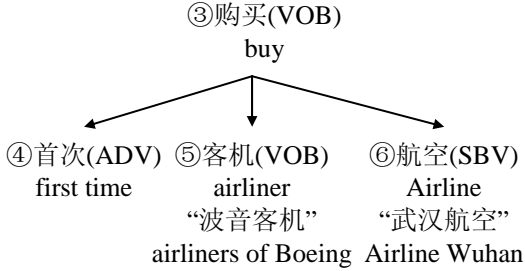 ③购买(VOB)
buy
④首次(ADV) ⑤客机(VOB) ⑥航空(SBV)
first time airliner Airline
“波音客机” “武汉航空”
airliners of Boeing Airline Wuhan